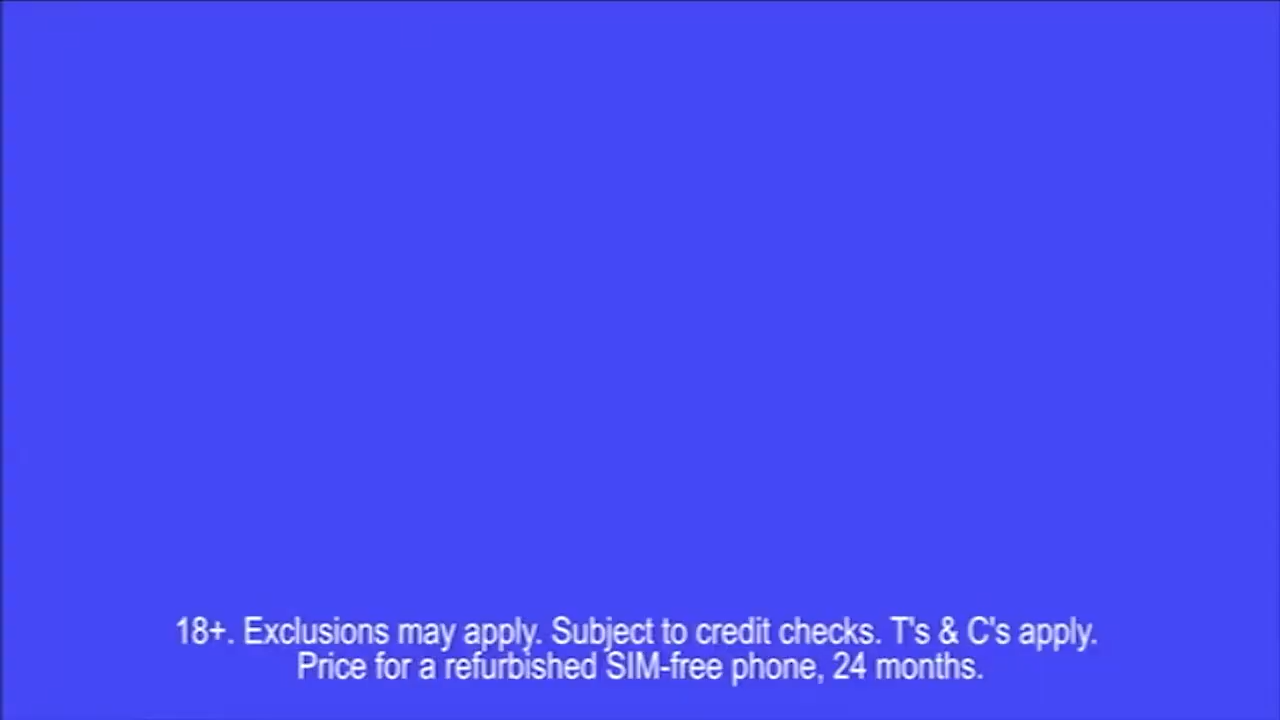 18+. Exclusions may apply. Subject to credit checks. T's & C's apply.
Price for a refurbished SIM-free phone, 24 months.